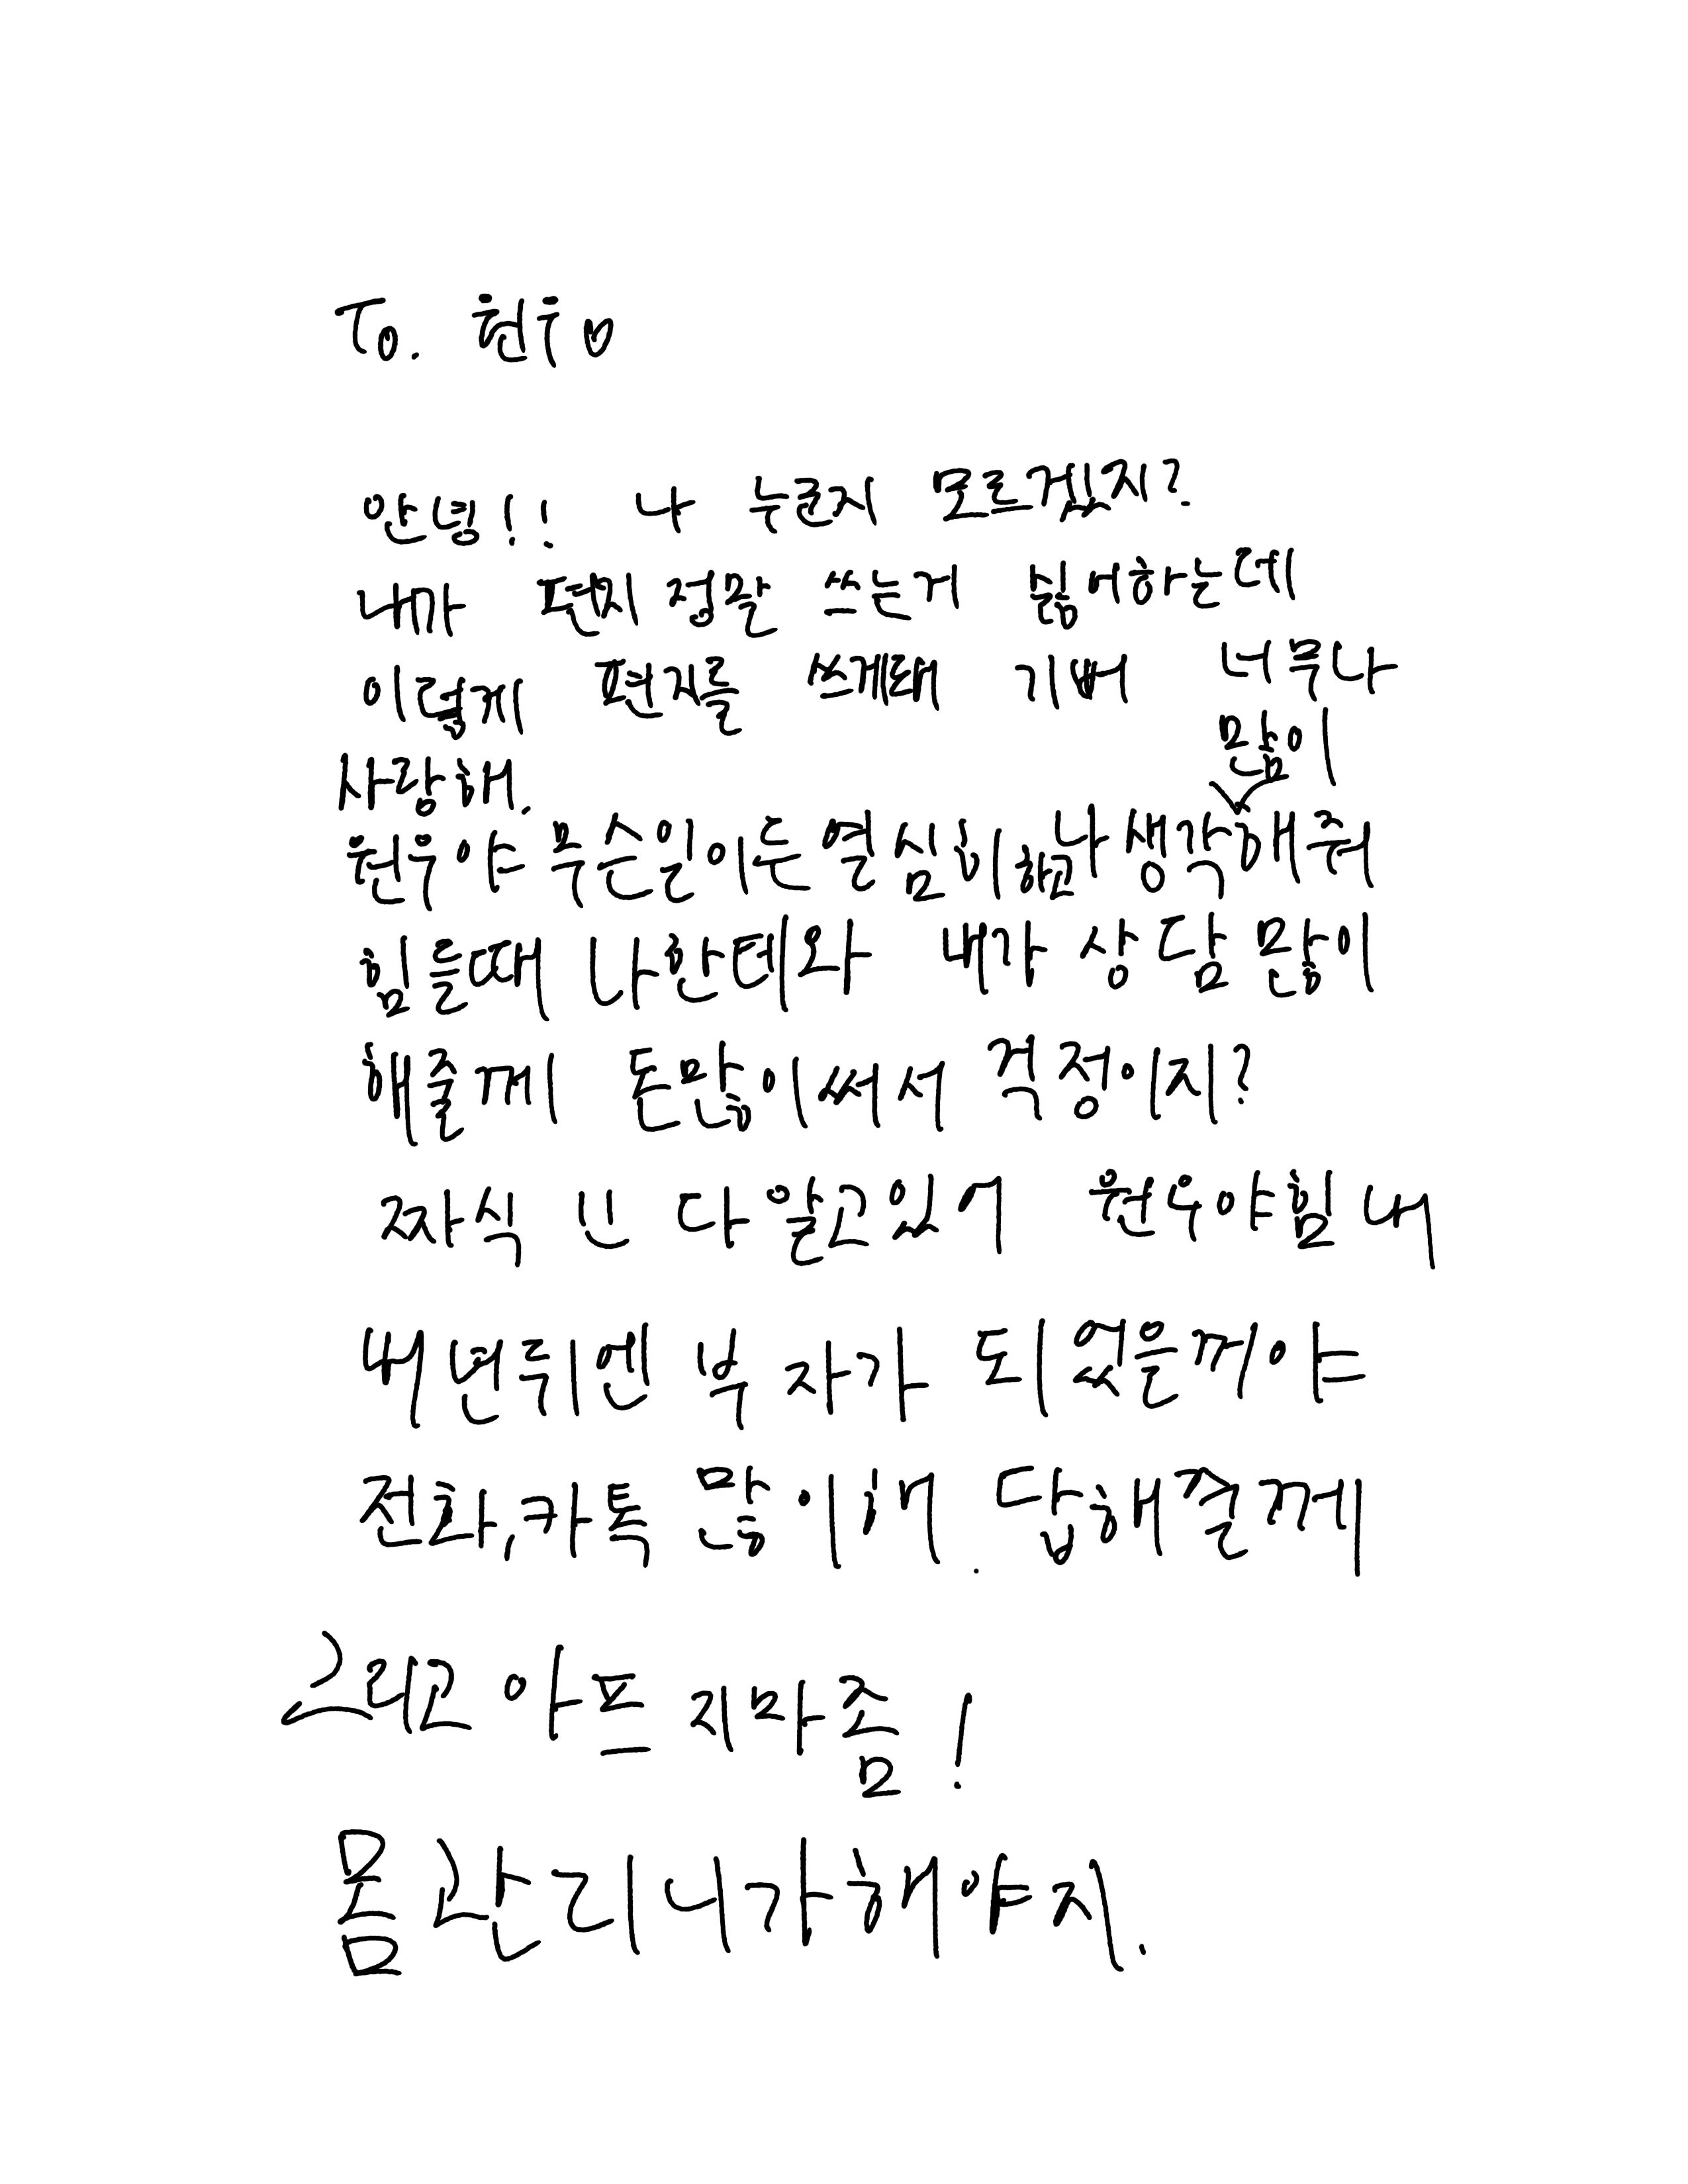 To.
안녕!! 나 누군지 모르겠지?
내가 편지 정말 쓰는거 싫어하는데
이렇게 편지를 쓰게돼 기뻐 너무나
사랑해.
현우야 무슨일이든 열심히하고 나 생각 많이 해줘
힘들때 나한테와 내가 상담 많이
해줄께 돈많이써서 걱정이지?
짜식 다 알고있어 현우야힘내
내년뒤엔 부자가 되있을꺼야
전화, 카톡 많이해. 답해줄께
그리고 아프지마좀!
몸관리 니가해야지.